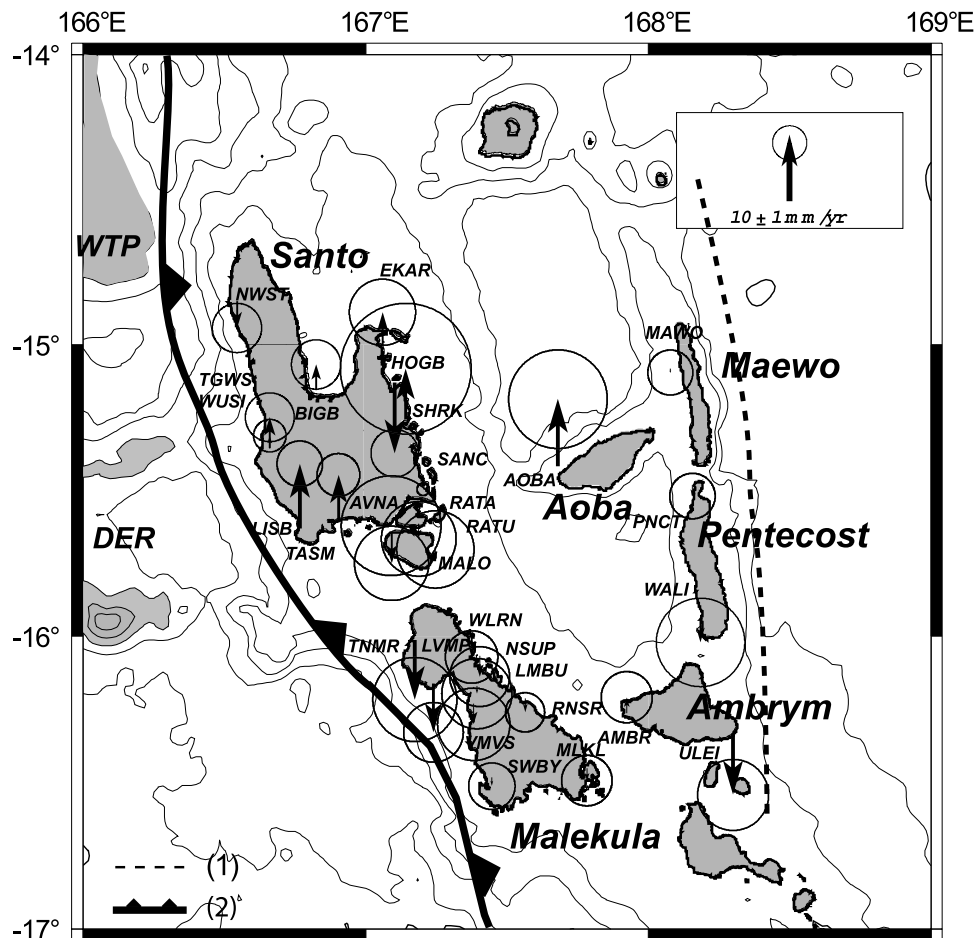 166°E 167°E 168°E 169°E
-14°
10 ± 1 mm/yr
WTP
Santo
EKAR
NWST
-15°
MAWO
HOGB
Maewo
TGWS
WUSI
BIGB
SHRK
SANC
AOBA
Aoba
AVNA
RATA
LISB
RATU
PNCT
Pentecost
DER
TASM
MALO
WALI
-16°
WLRN
TNMR
LVMP
NSUP
LMBU
RNSR
Ambrym
AMBR
VMVS
MLKL
ULEI
SWBY
Malekula
(1)
(2)
-17°